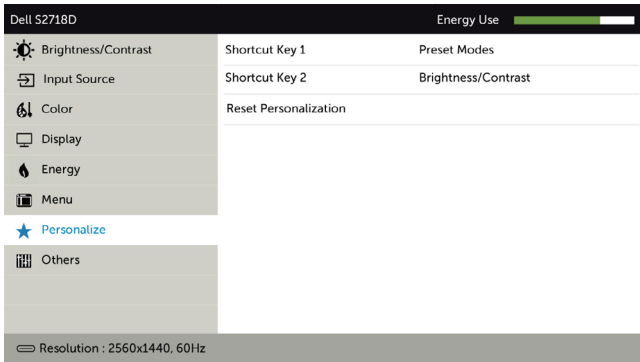 Dell S2718D Energy Use
Brightness/Contrast Shortcut Key 1 Preset Modes
Input Source Shortcut Key 2 Brightness/Contrast
Color Reset Personalization
Display
Energy
Menu
Personalize
Others
Resolution : 2560x1440, 60Hz